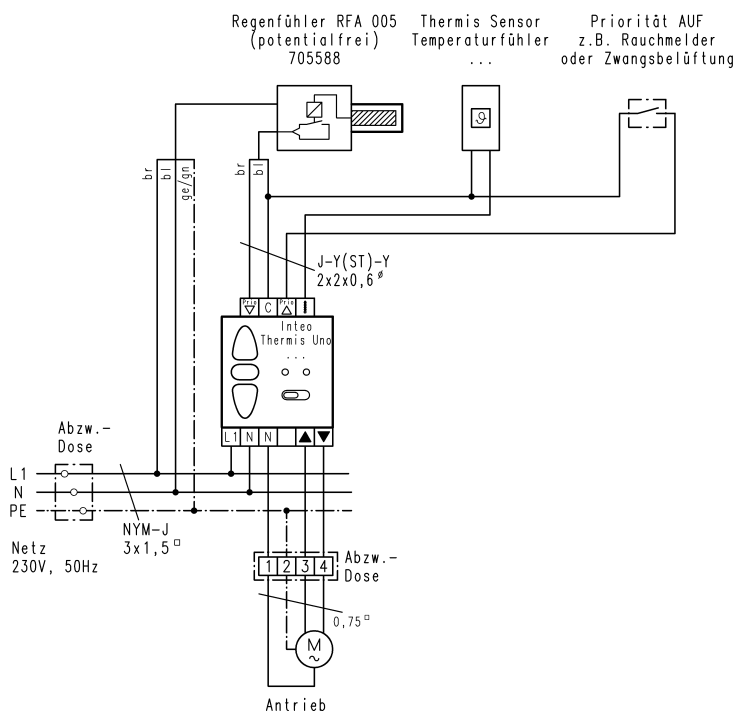 Regenfühler RFA 005
(potentialfrei)
705588
Thermis Sensor
Temperaturfühler
...
Priorität AUF
z.B. Rauchmelder
oder Zwangsbelüftung
ϑ
br
bl
ge/gn
br
bl
J-Y(ST)-Y
2x2x0,6 ø
Prio
C
Prio
Inteo
Thermis Uno
...
L1 N N
Abzw.-
Dose
L1
N
PE
NYM-J
3x1,5 □
Netz
230V, 50Hz
1 2 3 4
Abzw.-
Dose
0,75 □
M
~
Antrieb